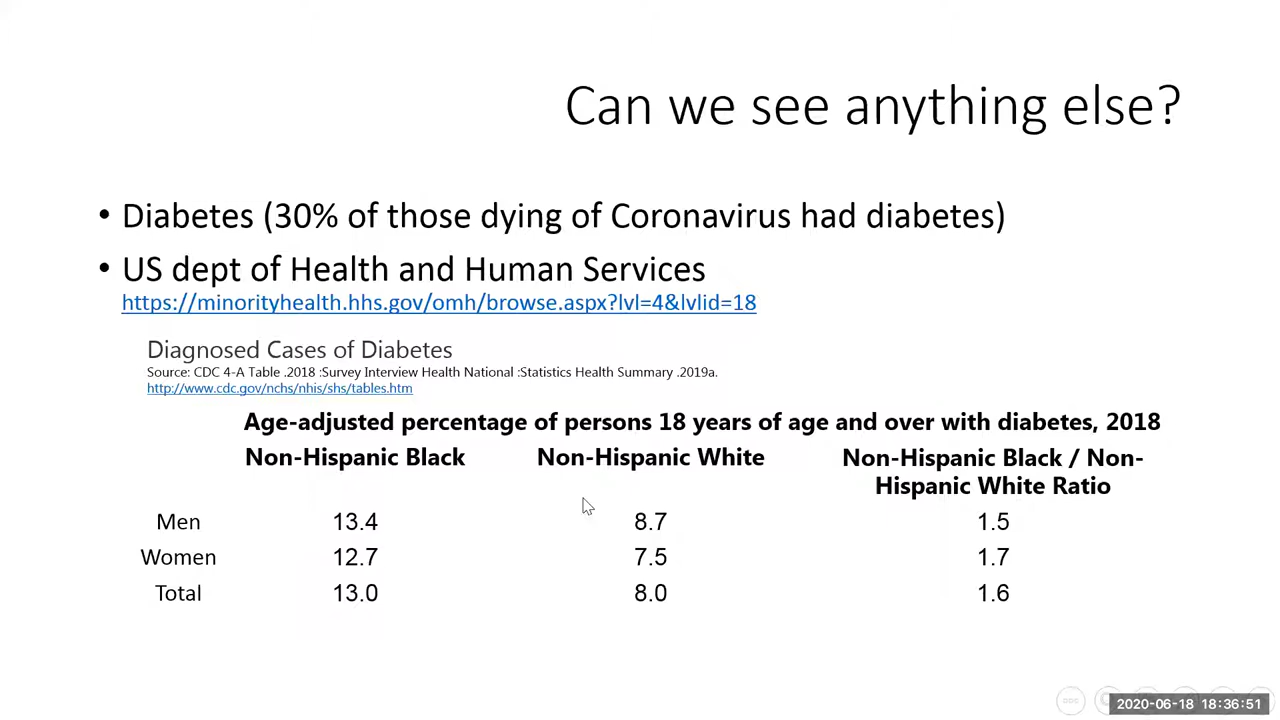 Can we see anything else?
• Diabetes (30% of those dying of Coronavirus had diabetes)
• US dept of Health and Human Services
https://minorityhealth.hhs.gov/omh/browse.aspx?lvl=4&lvlid=18
Diagnosed Cases of Diabetes
Source: CDC 4-A Table .2018 :Survey Interview Health National :Statistics Health Summary .2019a.
http://www.cdc.gov/nchs/nhis/shs/tables.htm
Age-adjusted percentage of persons 18 years of age and over with diabetes, 2018
Non-Hispanic Black Non-Hispanic White Non-Hispanic Black / Non-
Hispanic White Ratio
Men 13.4 8.7 1.5
Women 12.7 7.5 1.7
Total 13.0 8.0 1.6
2020-06-18 18:36:51